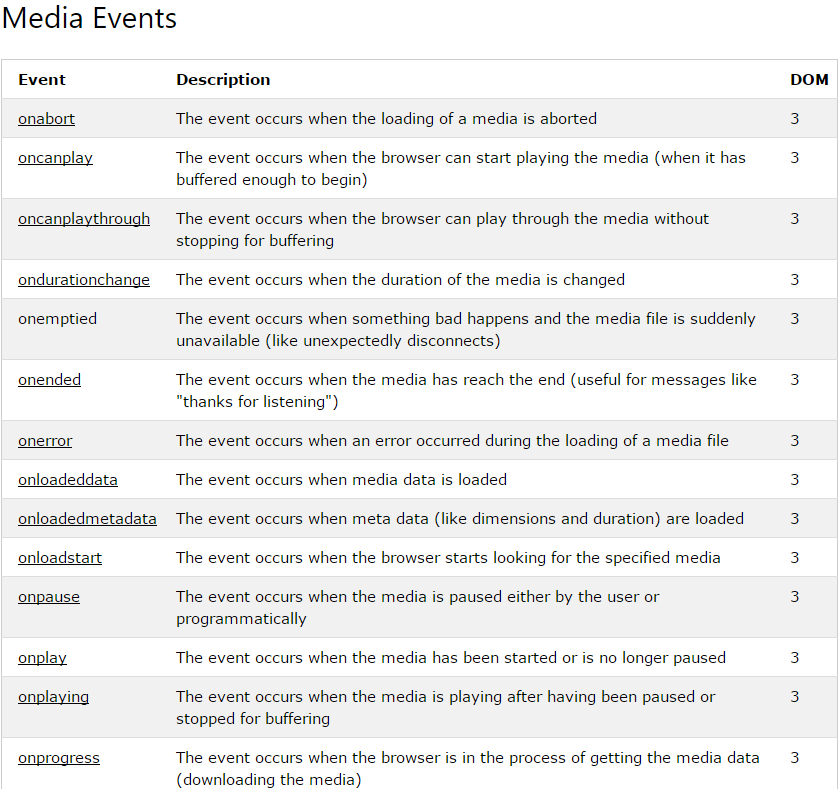 Media Events
Event Description DOM
onabort The event occurs when the loading of a media is aborted 3
oncanplay The event occurs when the browser can start playing the media (when it has 3
buffered enough to begin)
oncanplaythrough The event occurs when the browser can play through the media without 3
stopping for buffering
ondurationchange The event occurs when the duration of the media is changed 3
onemptied The event occurs when something bad happens and the media file is suddenly 3
unavailable (like unexpectedly disconnects)
onended The event occurs when the media has reach the end (useful for messages like 3
"thanks for listening")
onerror The event occurs when an error occurred during the loading of a media file 3
onloadeddata The event occurs when media data is loaded 3
onloadedmetadata The event occurs when meta data (like dimensions and duration) are loaded 3
onloadstart The event occurs when the browser starts looking for the specified media 3
onpause The event occurs when the media is paused either by the user or 3
programmatically
onplay The event occurs when the media has been started or is no longer paused 3
onplaying The event occurs when the media is playing after having been paused or 3
stopped for buffering
onprogress The event occurs when the browser is in the process of getting the media data 3
(downloading the media)